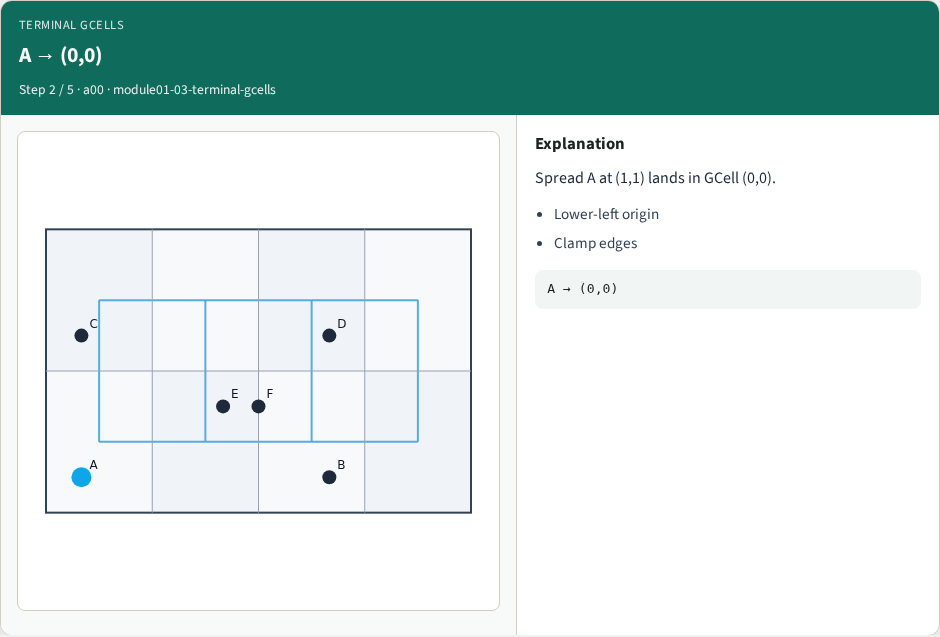 TERMINAL GCELLS
A → (0,0)
Step 2 / 5 · a00 · module01-03-terminal-gcells
C
D
E
F
A
B
Explanation
Spread A at (1,1) lands in GCell (0,0).
• Lower-left origin
• Clamp edges
A → (0,0)